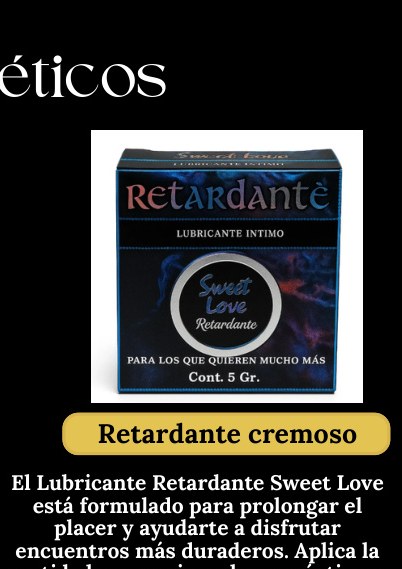 éticos
Sweet Love
LUBRICANTE INTIMO
RETARDANTÈ
LUBRICANTE INTIMO
Sweet
Love
Retardante
PARA LOS QUE QUIEREN MUCHO MÁS
Cont. 5 Gr.
Retardante cremoso
El Lubricante Retardante Sweet Love
está formulado para prolongar el
placer y ayudarte a disfrutar
encuentros más duraderos. Aplica la